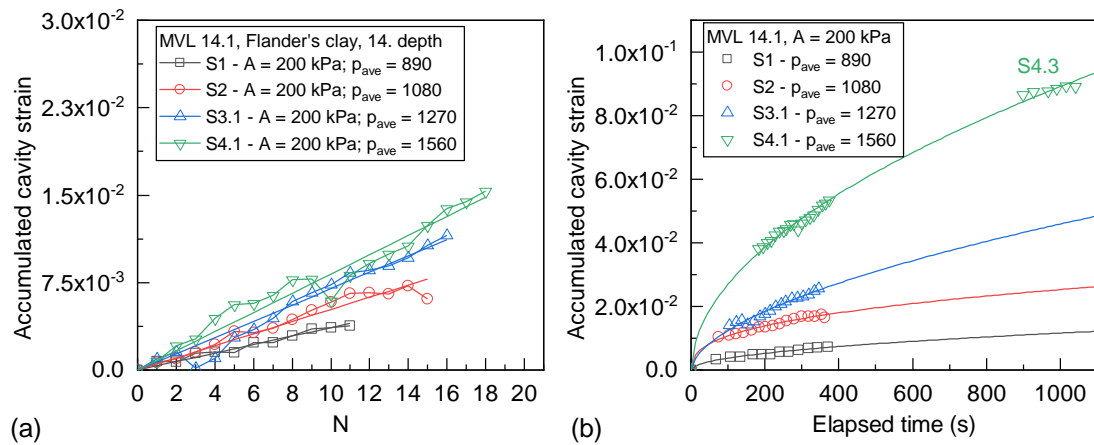 3.0x10-2
2.3x10-2
1.5x10-2
7.5x10-3
0.0
Accumulated cavity strain
MVL 14.1, Flander's clay, 14. depth
S1 - A = 200 kPa; pave = 890
S2 - A = 200 kPa; pave = 1080
S3.1 - A = 200 kPa; pave = 1270
S4.1 - A = 200 kPa; pave = 1560
0 2 4 6 8 10 12 14 16 18 20
N
(a)
1.0x10-1
8.0x10-2
6.0x10-2
4.0x10-2
2.0x10-2
0.0
Accumulated cavity strain
MVL 14.1, A = 200 kPa
S1 - pave = 890
S2 - pave = 1080
S3.1 - pave = 1270
S4.1 - pave = 1560
S4.3
0 200 400 600 800 1000
Elapsed time (s)
(b)